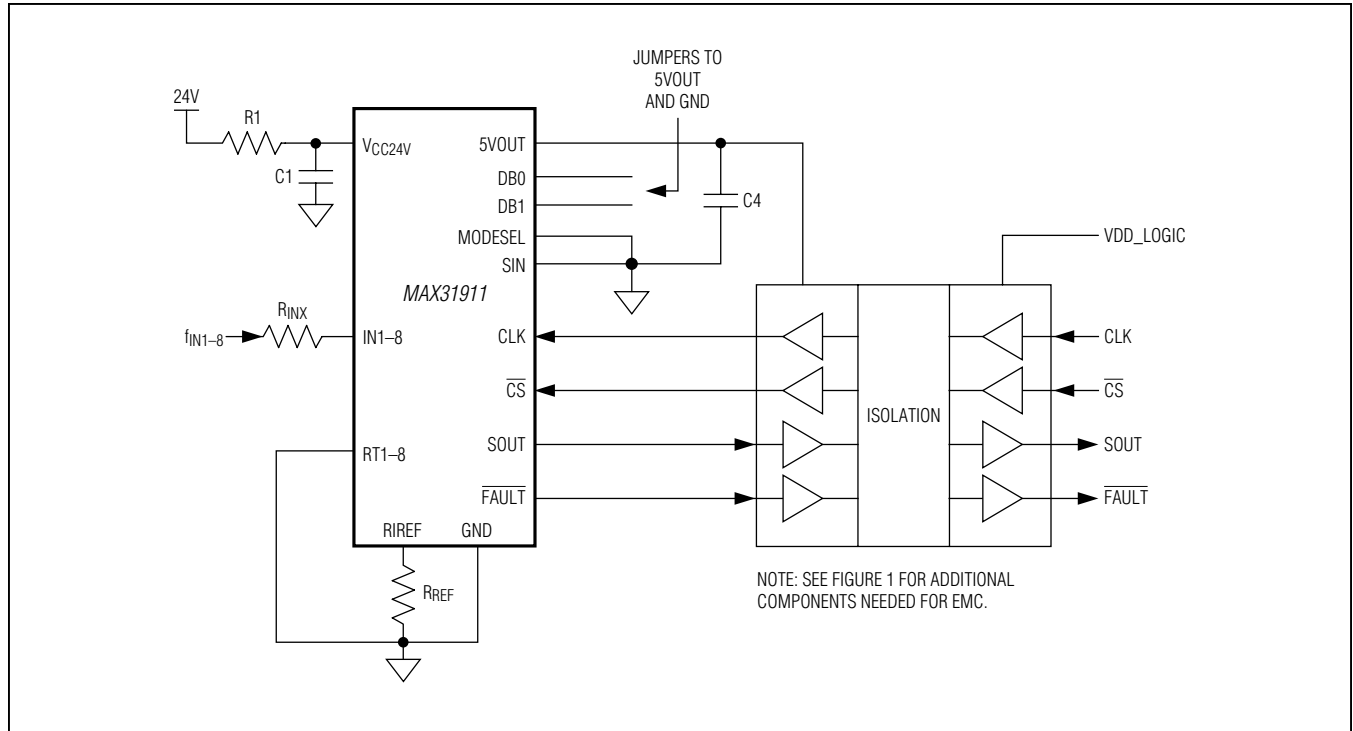 JUMPERS TO
5VOUT
AND GND
24V
R1
C1
VCC24V
5VOUT
DB0
DB1
MODESEL
SIN
C4
VDD_LOGIC
MAX31911
fIN1–8
RINX
IN1–8
CLK
CS
SOUT
FAULT
RT1–8
RIREF
GND
RREF
ISOLATION
CLK
CS
SOUT
FAULT
NOTE: SEE FIGURE 1 FOR ADDITIONAL
COMPONENTS NEEDED FOR EMC.